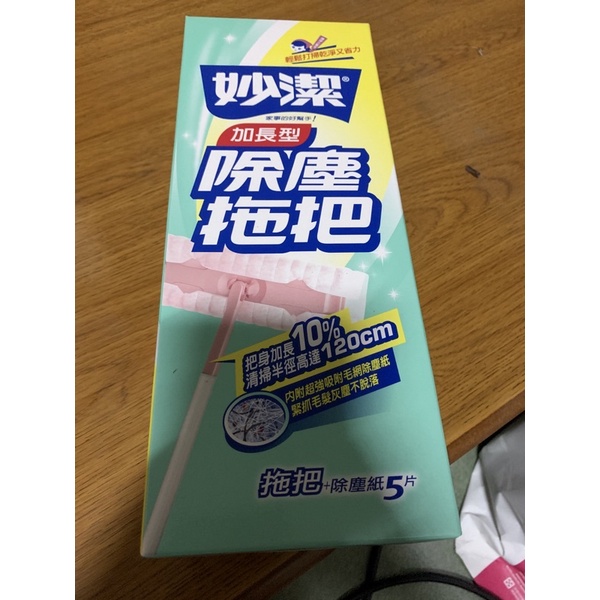 輕鬆打掃乾淨又省力
妙潔®
家事的好幫手!
加長型
除塵
拖把
把身加長10%
清掃半徑高達120cm
內附超強吸附毛網除塵紙
緊抓毛髮灰塵不脫落
拖把+除塵紙5片